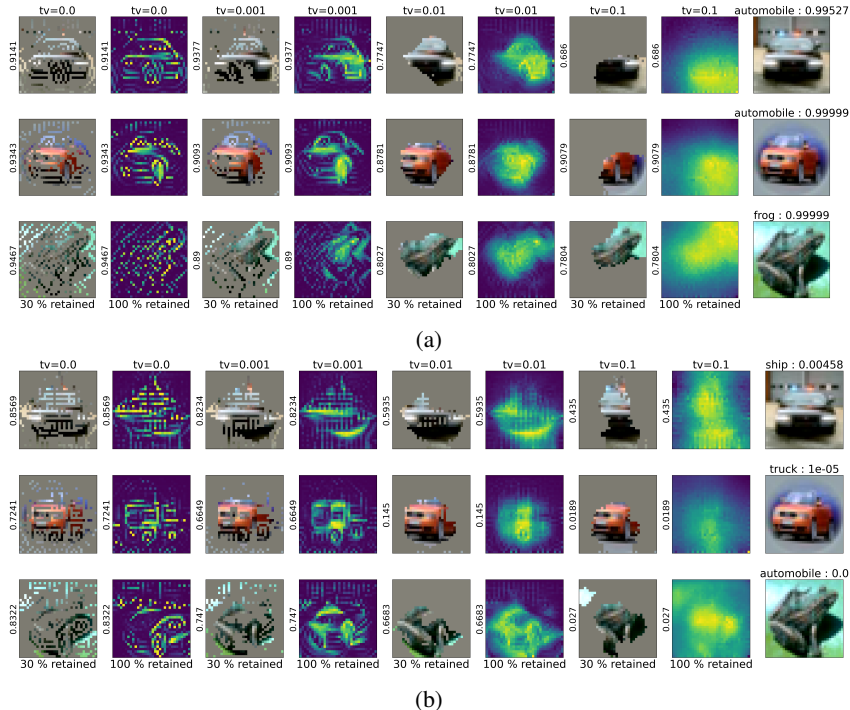 tv=0.0 tv=0.0 tv=0.001 tv=0.001 tv=0.01 tv=0.01 tv=0.1 tv=0.1 automobile : 0.99527
0.9141 0.9141 0.9377 0.9377 0.7747 0.7747 0.686 0.686
automobile : 0.99999
0.9343 0.9343 0.9093 0.9093 0.8781 0.8781 0.9079 0.9079
frog : 0.99999
0.9467 0.9467 0.89 0.89 0.8027 0.8027 0.7804 0.7804
30 % retained 100 % retained 30 % retained 100 % retained 30 % retained 100 % retained 30 % retained 100 % retained
(a)
tv=0.0 tv=0.0 tv=0.001 tv=0.001 tv=0.01 tv=0.01 tv=0.1 tv=0.1 ship : 0.00458
0.8569 0.8569 0.8234 0.8234 0.5935 0.5935 0.435 0.435
truck : 1e-05
0.7241 0.7241 0.6649 0.6649 0.145 0.145 0.0189 0.0189
automobile : 0.0
0.8322 0.8322 0.747 0.747 0.6683 0.6683 0.027 0.027
30 % retained 100 % retained 30 % retained 100 % retained 30 % retained 100 % retained 30 % retained 100 % retained
(b)